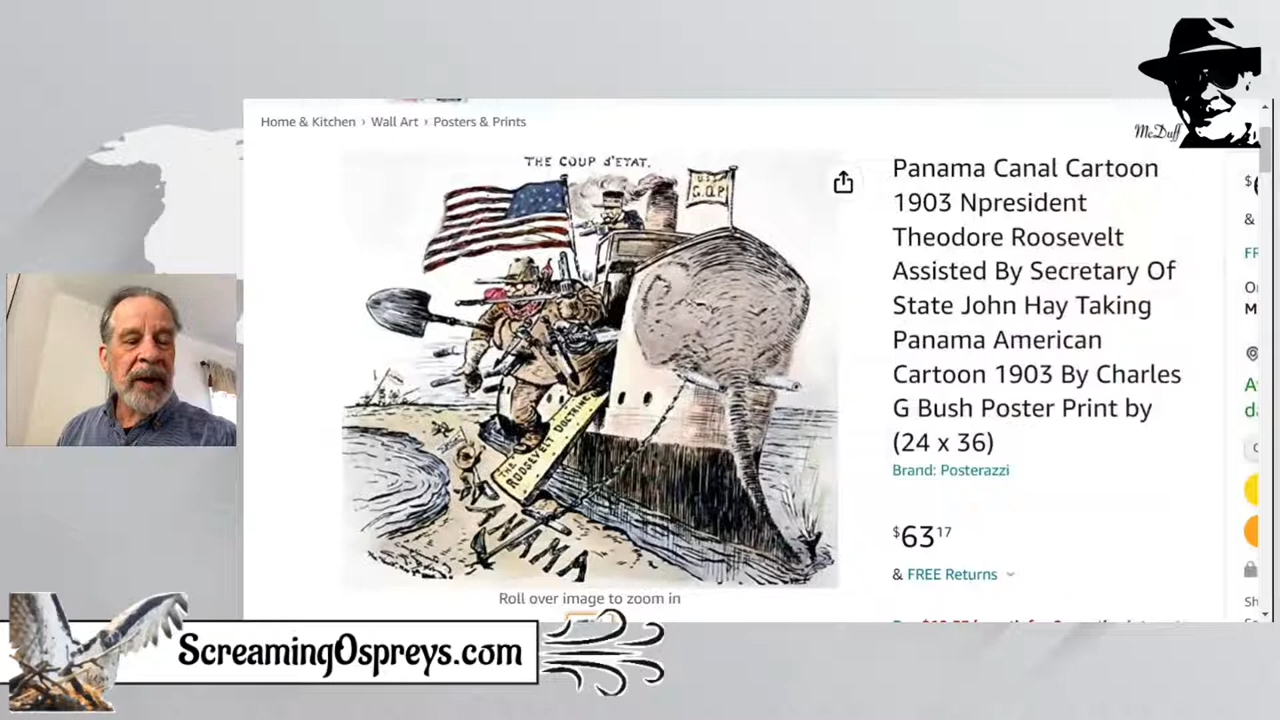 McDuff
Home & Kitchen › Wall Art › Posters & Prints
THE COUP d'ETAT.
G.O.P
THE
ROOSEVELT DOCTRINE
PANAMA
Roll over image to zoom in
Panama Canal Cartoon
1903 Npresident
Theodore Roosevelt
Assisted By Secretary Of
State John Hay Taking
Panama American
Cartoon 1903 By Charles
G Bush Poster Print by
(24 x 36)
Brand: Posterazzi
$63 17
& FREE Returns
$
&
ScreamingOspreys.com